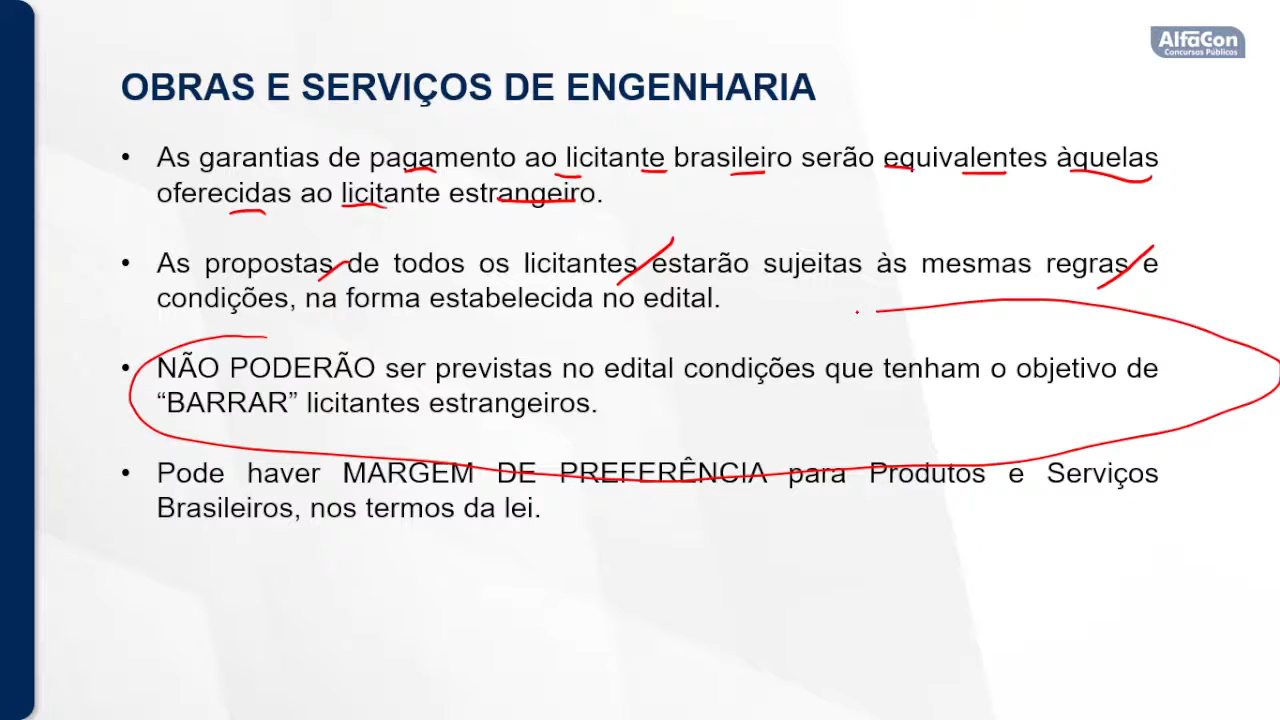 AlfaCon
Concursos Públicos
OBRAS E SERVIÇOS DE ENGENHARIA
• As garantias de pagamento ao licitante brasileiro serão equivalentes àquelas
oferecidas ao licitante estrangeiro.
• As propostas de todos os licitantes estarão sujeitas às mesmas regras e
condições, na forma estabelecida no edital.
• NÃO PODERÃO ser previstas no edital condições que tenham o objetivo de
“BARRAR” licitantes estrangeiros.
• Pode haver MARGEM DE PREFERÊNCIA para Produtos e Serviços
Brasileiros, nos termos da lei.